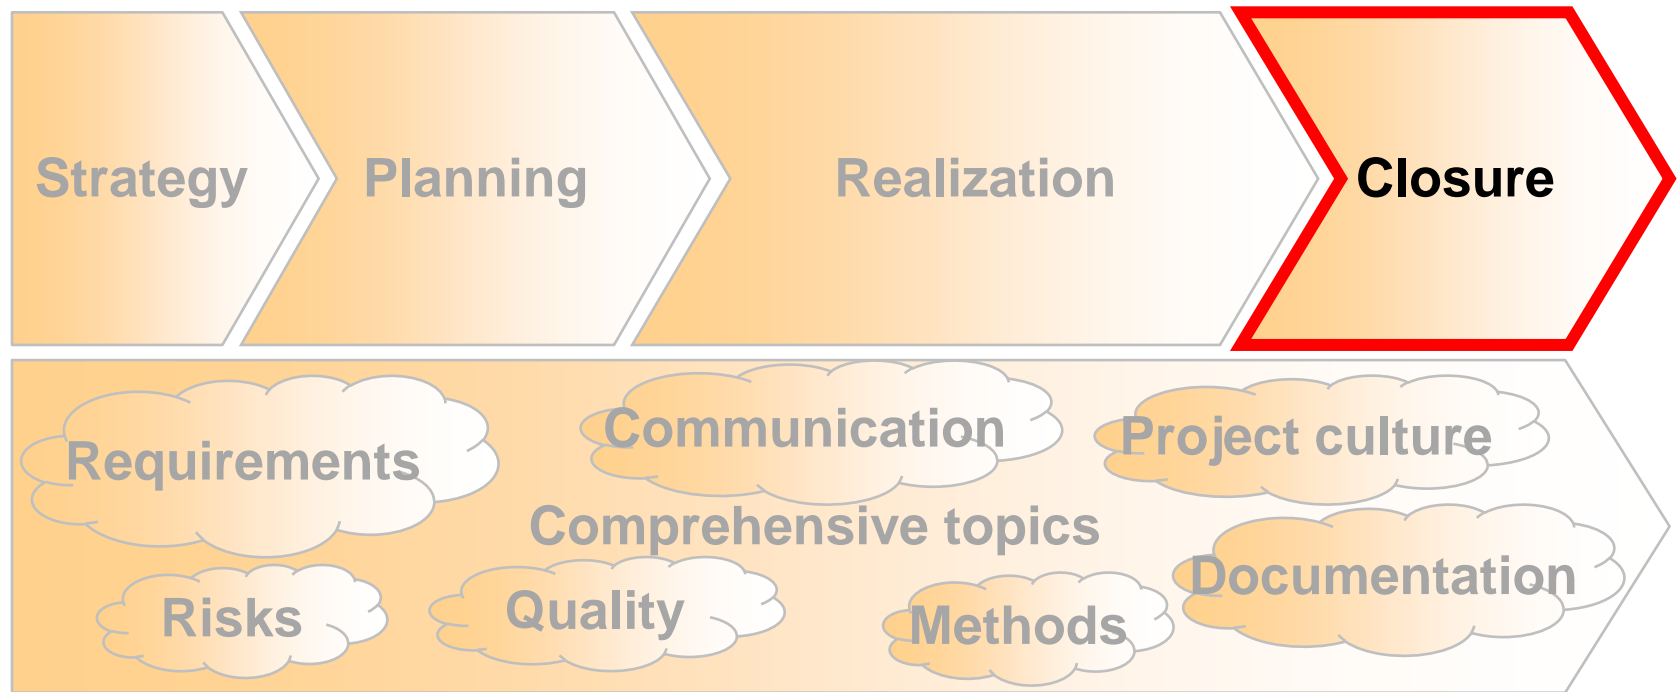 Strategy
Planning
Realization
Closure
Requirements
Communication
Project culture
Comprehensive topics
Risks
Quality
Methods
Documentation